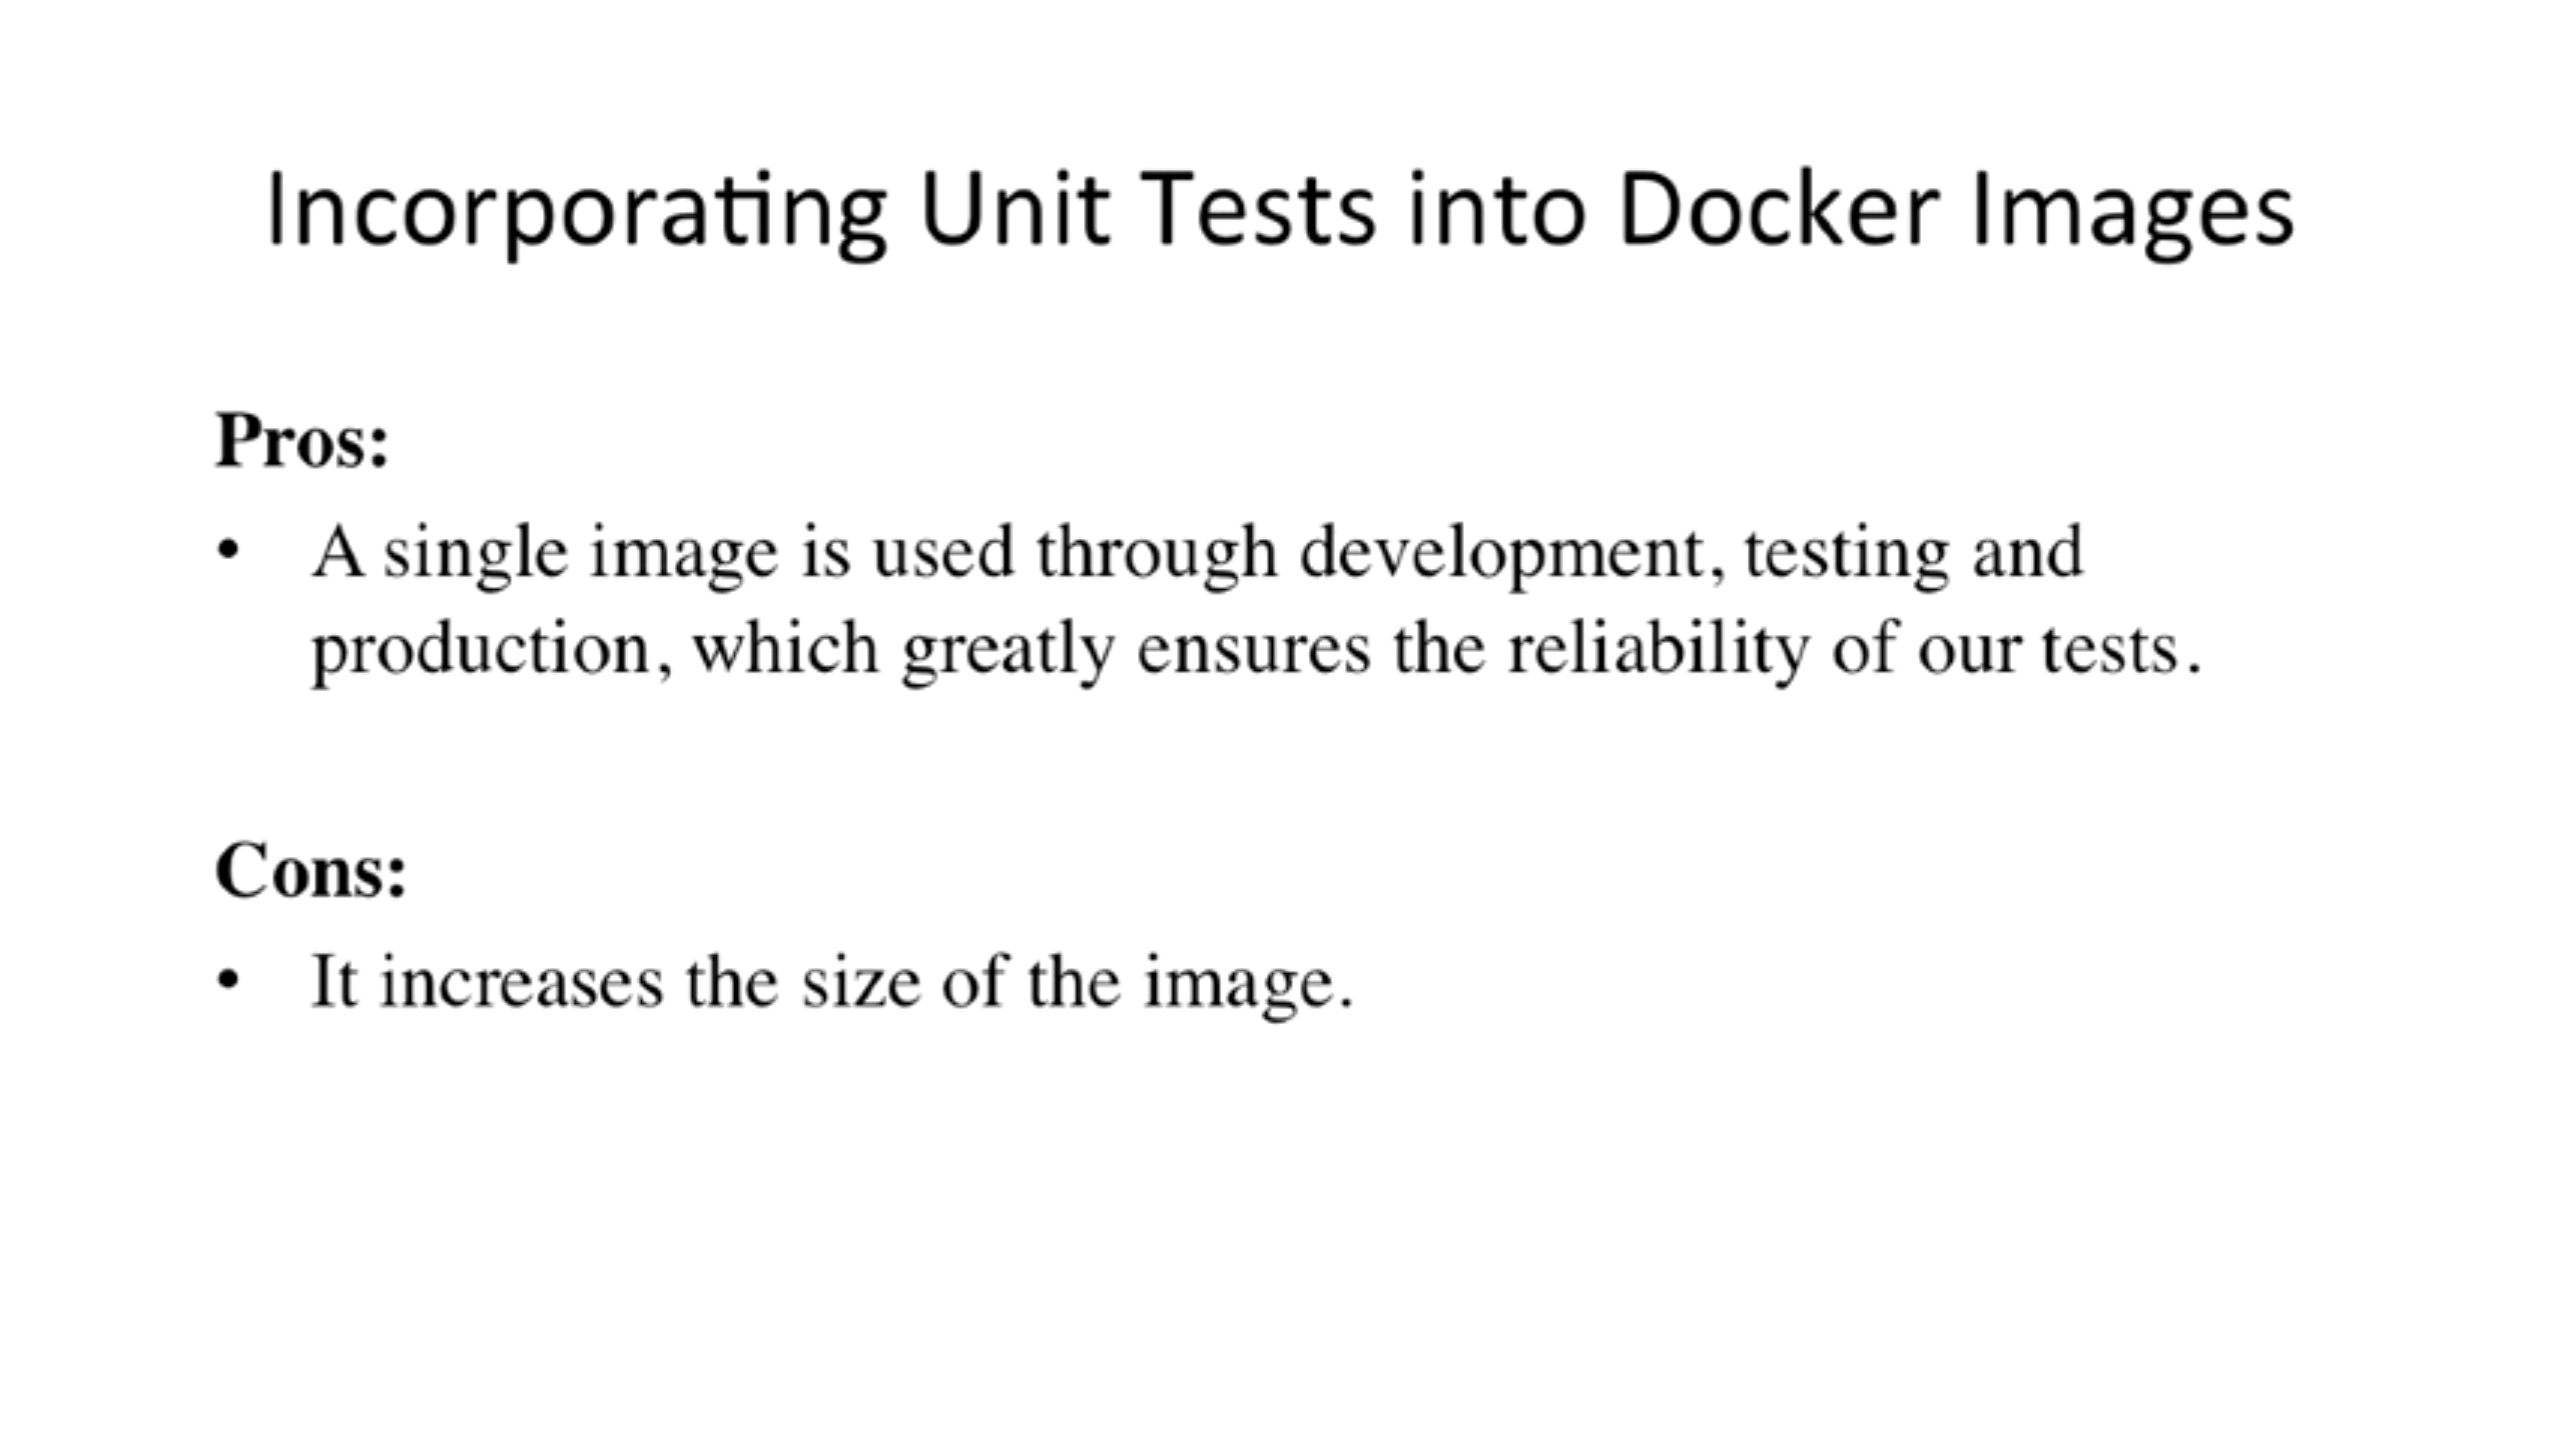 Incorporating Unit Tests into Docker Images
Pros:
• A single image is used through development, testing and
production, which greatly ensures the reliability of our tests.
Cons:
• It increases the size of the image.